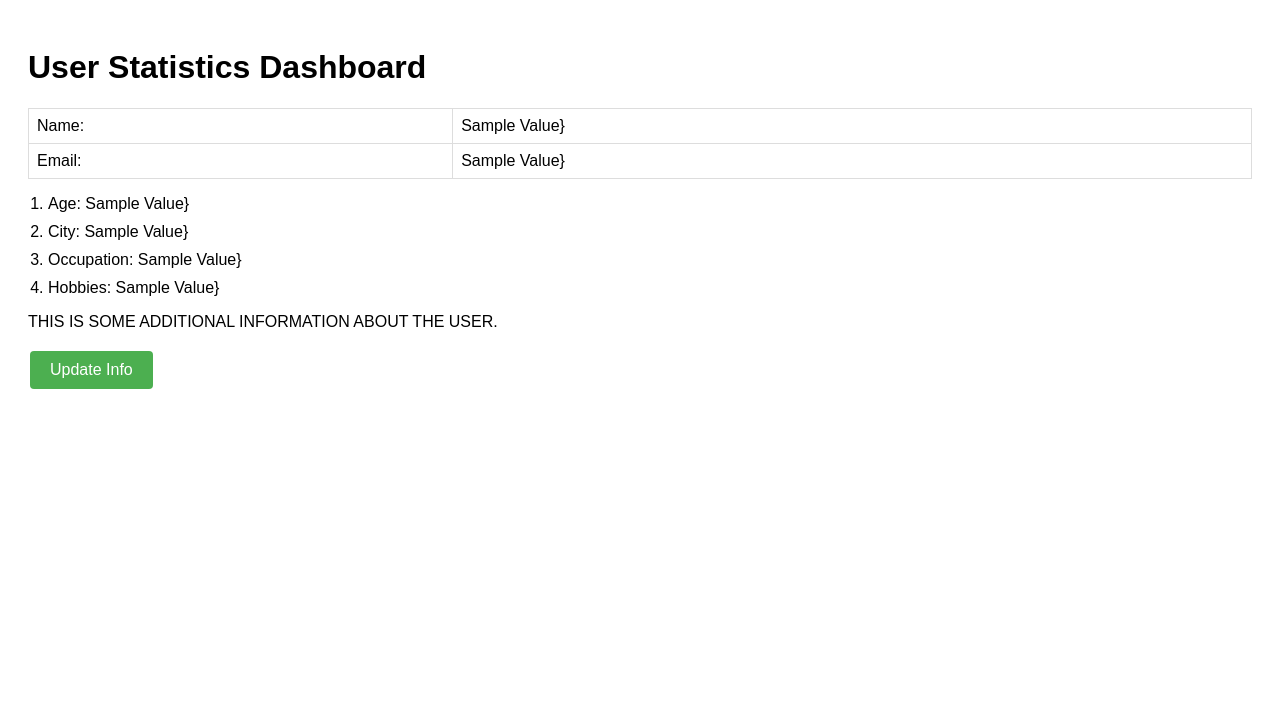 User Statistics Dashboard
Name: Sample Value}
Email: Sample Value}
1. Age: Sample Value}
2. City: Sample Value}
3. Occupation: Sample Value}
4. Hobbies: Sample Value}
THIS IS SOME ADDITIONAL INFORMATION ABOUT THE USER.
Update Info